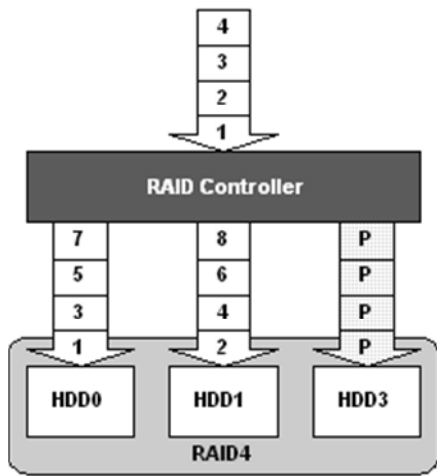 4
3
2
1
RAID Controller
7 8 P
5 6 P
3 4 P
1 2 P
HDD0 HDD1 HDD3
RAID4